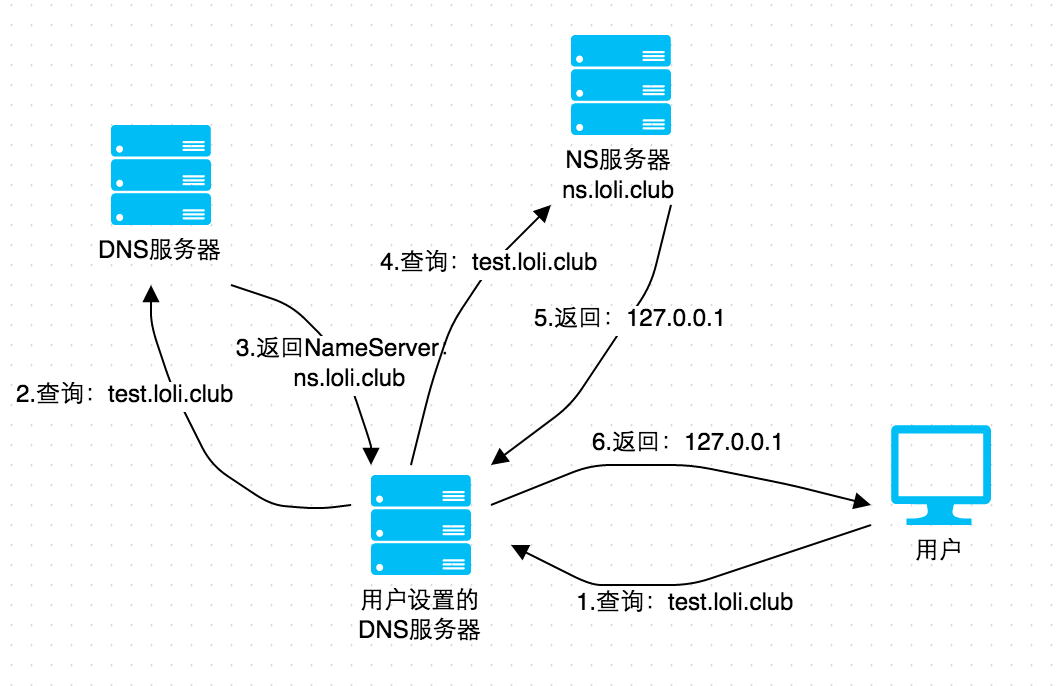 NS服务器
ns.loli.club
DNS服务器
4.查询：test.loli.club
5.返回：127.0.0.1
3.返回NameServer：
ns.loli.club
2.查询：test.loli.club
6.返回：127.0.0.1
用户
用户设置的
DNS服务器
1.查询：test.loli.club